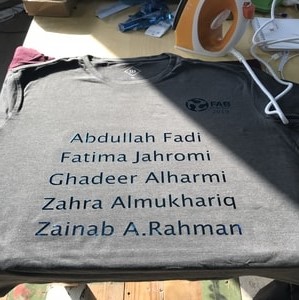 FAB
Abdullah Fadi
Fatima Jahromi
Ghadeer Alharmi
Zahra Almukhariq
Zainab A.Rahman